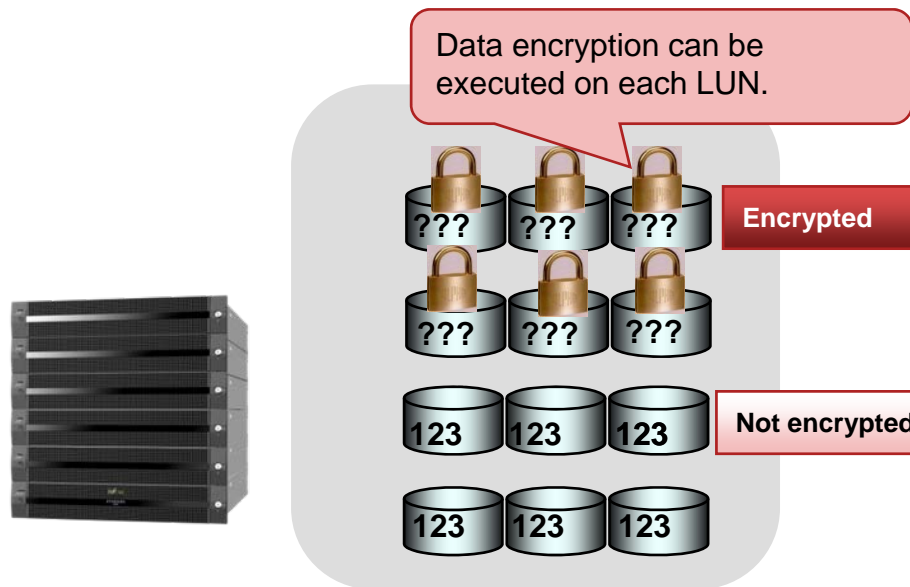 Data encryption can be
executed on each LUN.
??? ??? ???
Encrypted
??? ??? ???
123 123 123
Not encrypted
123 123 123